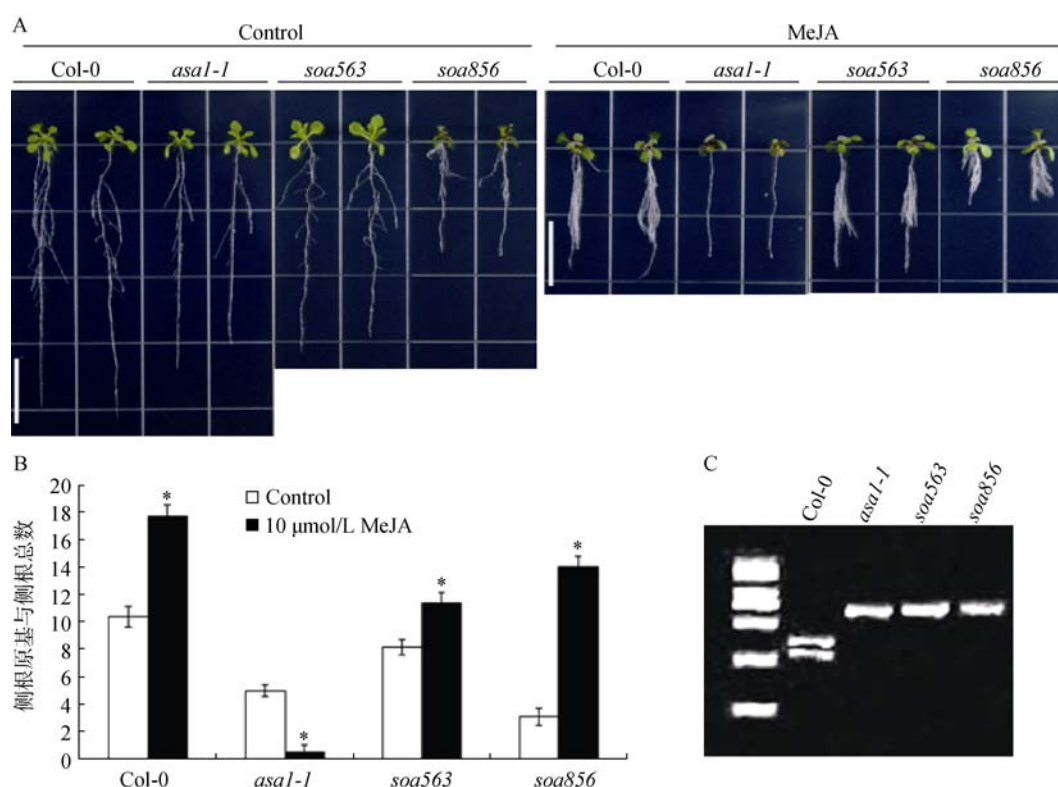 A
Control
MeJA
Col-0 asa1-1 soa563 soa856
Col-0 asa1-1 soa563 soa856
B
C
20
18
16
14
12
10
8
6
4
2
0
侧根原基与侧根总数
Control
10 μmol/L MeJA
*
*
*
*
Col-0 asa1-1 soa563 soa856
Col-0 asa1-1 soa563 soa856